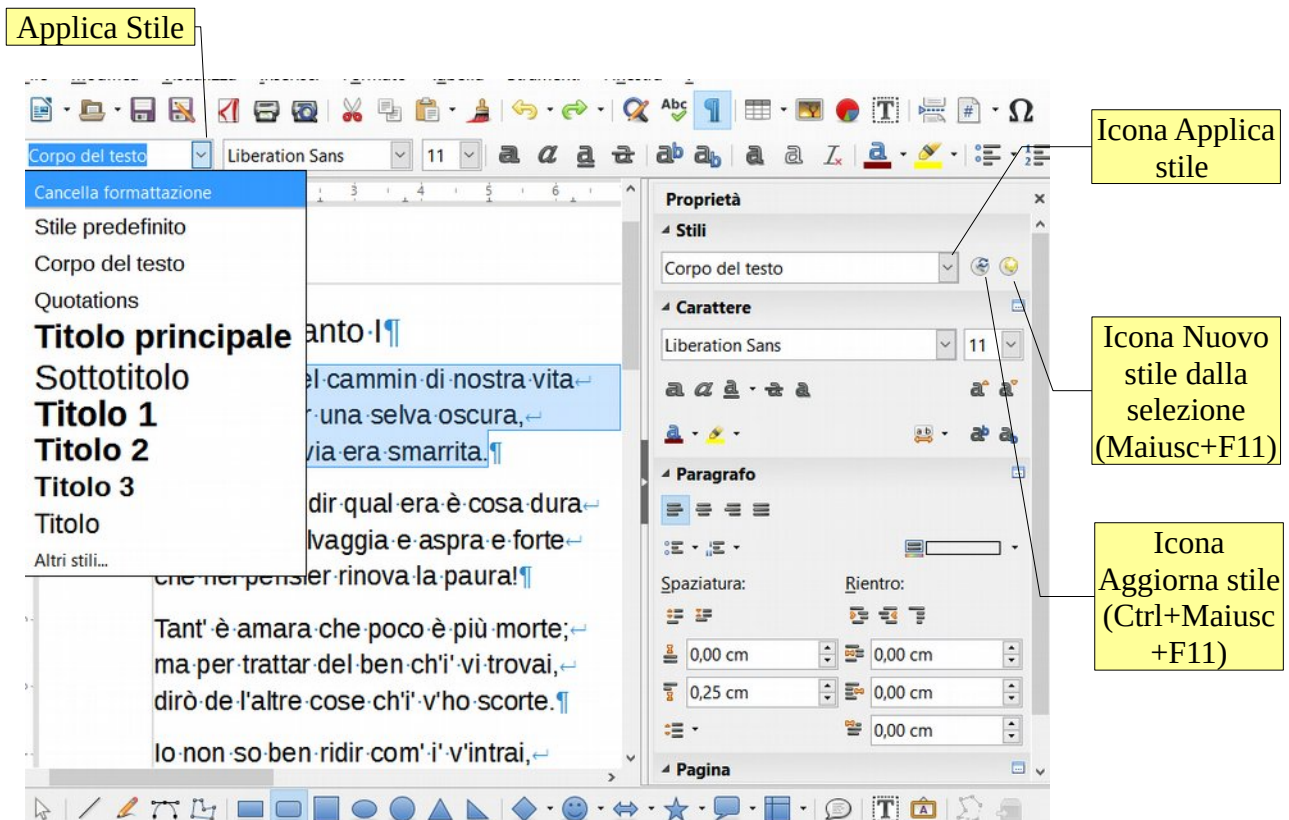 Applica Stile
Corpo del testo
Liberation Sans
11
Abc
Icona Applica
stile
Cancella formattazione
Stile predefinito
Corpo del testo
Quotations
Titolo principale
Sottotitolo
Titolo 1
Titolo 2
Titolo 3
Titolo
Altri stili...
3 4 5 6
anto·I¶
el·cammin·di·nostra·vita↵
una·selva·oscura,↵
via·era·smarrita.¶
dir·qual·era·è·cosa·dura↵
lvaggia·e·aspra·e·forte↵
che·nel·pensier·rinova·la·paura!¶
Tant'·è·amara·che·poco·è·più·morte;↵
ma·per·trattar·del·ben·ch'i'·vi·trovai,↵
dirò·de·l'altre·cose·ch'i'·v'ho·scorte.¶
Io·non·so·ben·ridir·com'·i'·v'intrai,↵
Proprietà
Stili
Corpo del testo
Carattere
Liberation Sans
11
Paragrafo
Spaziatura:
Rientro:
0,00 cm
0,00 cm
0,25 cm
0,00 cm
0,00 cm
Pagina
Icona Nuovo
stile dalla
selezione
(Maiusc+F11)
Icona
Aggiorna stile
(Ctrl+Maiusc
+F11)